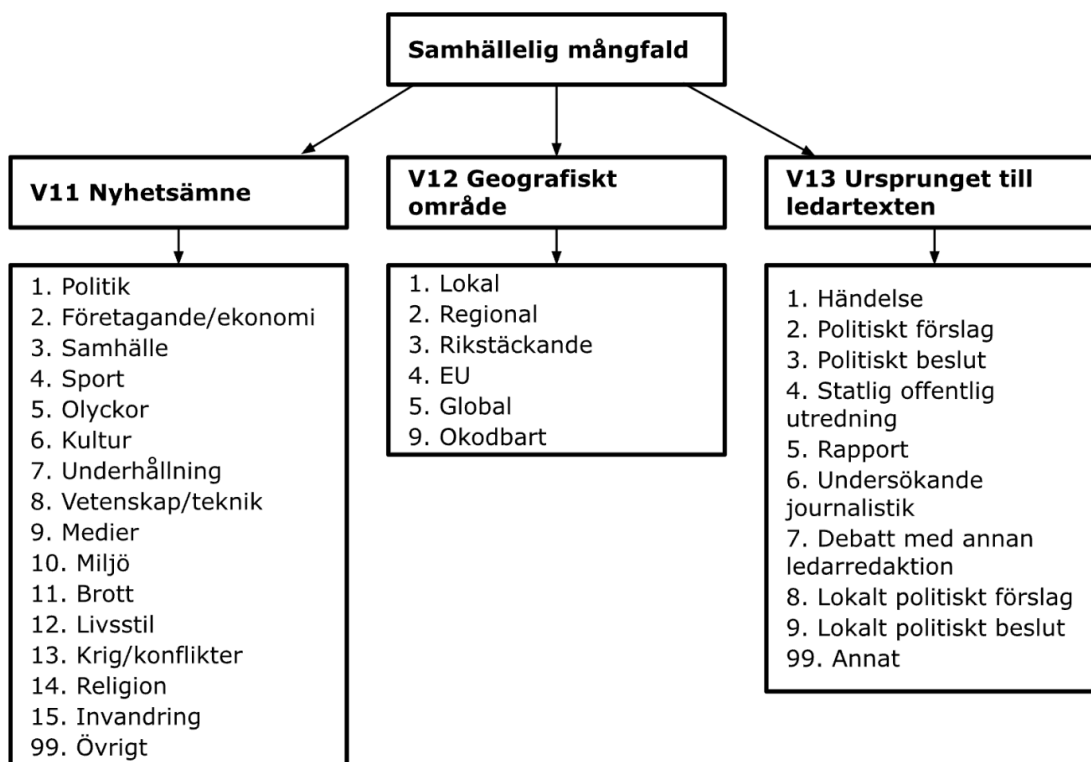 Samhällelig mångfald
V11 Nyhetsämne
1. Politik
2. Företagande/ekonomi
3. Samhälle
4. Sport
5. Olyckor
6. Kultur
7. Underhållning
8. Vetenskap/teknik
9. Medier
10. Miljö
11. Brott
12. Livsstil
13. Krig/konflikter
14. Religion
15. Invandring
99. Övrigt
V12 Geografiskt
område
1. Lokal
2. Regional
3. Rikstäckande
4. EU
5. Global
9. Okodbart
V13 Ursprunget till
ledartexten
1. Händelse
2. Politiskt förslag
3. Politiskt beslut
4. Statlig offentlig
utredning
5. Rapport
6. Undersökande
journalistik
7. Debatt med annan
ledarredaktion
8. Lokalt politiskt förslag
9. Lokalt politiskt beslut
99. Annat